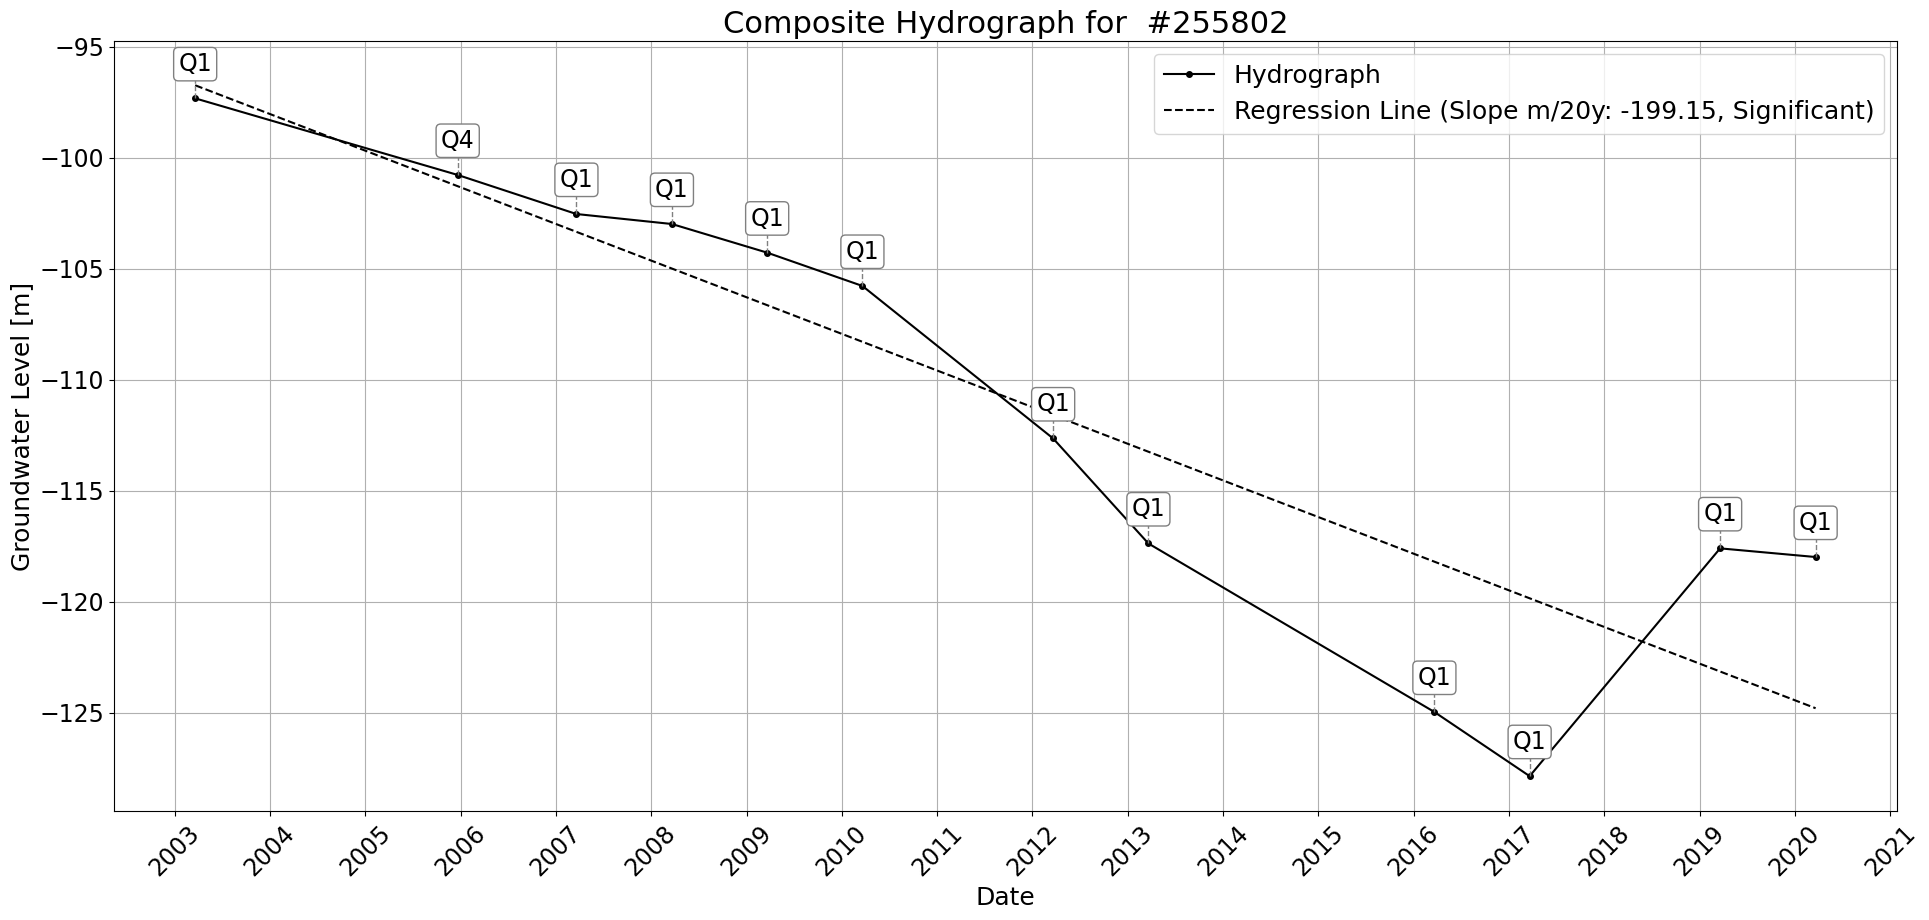 Composite Hydrograph for  #255802
Hydrograph
Regression Line (Slope m/20y: -199.15, Significant)
Groundwater Level [m]
−95
−100
−105
−110
−115
−120
−125
Q1
Q4
Q1
Q1
Q1
Q1
Q1
Q1
Q1
Q1
Q1
Q1
2003
2004
2005
2006
2007
2008
2009
2010
2011
2012
2013
2014
2015
2016
2017
2018
2019
2020
2021
Date